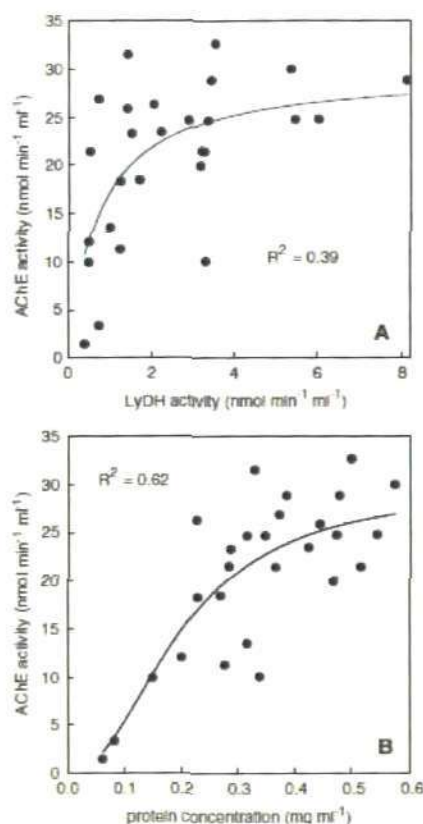 35
30
25
20
15
10
5
0
AChE activity (nmol min⁻¹ ml⁻¹)
R² = 0.39
A
0 2 4 6 8
LyDH activity (nmol min⁻¹ ml⁻¹)
35
30
25
20
15
10
5
0
AChE activity (nmol min⁻¹ ml⁻¹)
R² = 0.62
B
0.0 0.1 0.2 0.3 0.4 0.5 0.6
protein concentration (mg ml⁻¹)